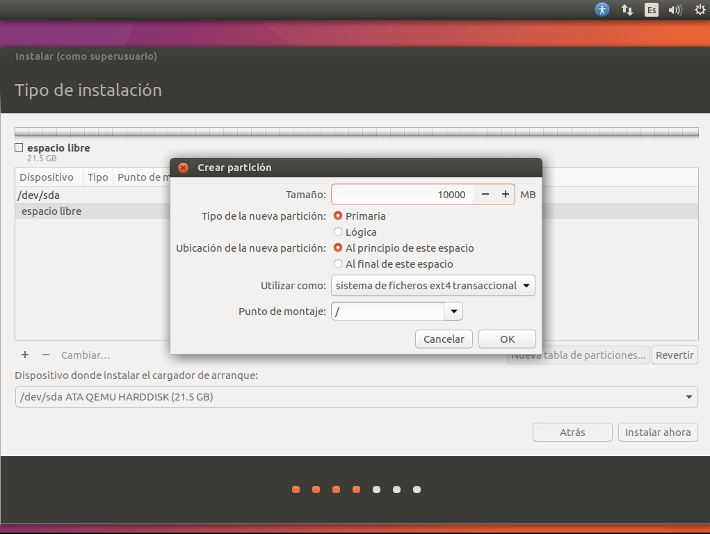 Es
Instalar (como superusuario)
Tipo de instalación
espacio libre
21.5 GB
Dispositivo Tipo Punto de m
/dev/sda
espacio libre
Crear partición
Tamaño: 10000 − + MB
Tipo de la nueva partición: Primaria
Lógica
Ubicación de la nueva partición: Al principio de este espacio
Al final de este espacio
Utilizar como: sistema de ficheros ext4 transaccional
Punto de montaje: /
Cancelar OK
+ − Cambiar... Nueva tabla de particiones... Revertir
Dispositivo donde instalar el cargador de arranque:
/dev/sda ATA QEMU HARDDISK (21.5 GB)
Atrás Instalar ahora